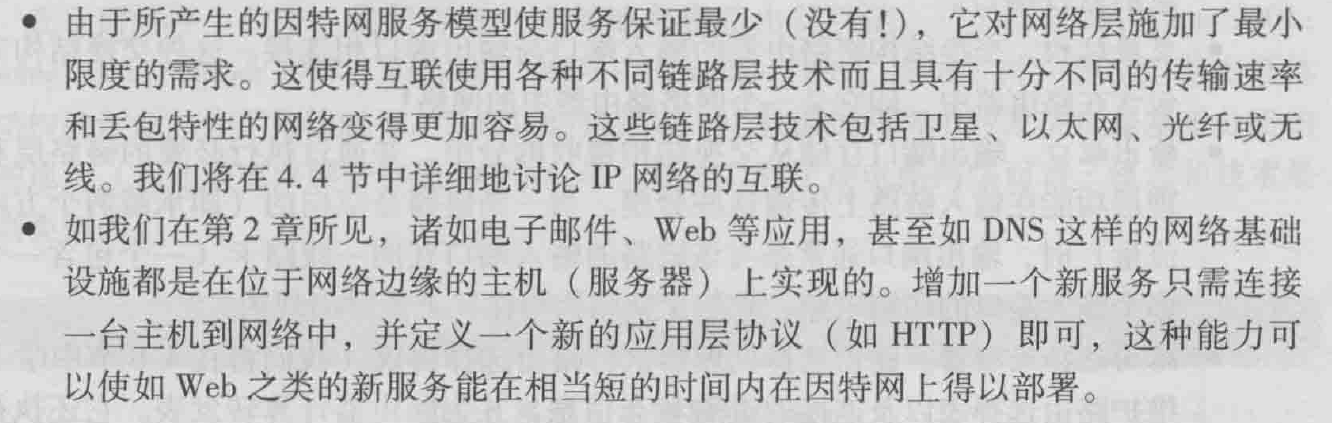 • 由于所产生的因特网服务模型使服务保证最少（没有!），它对网络层施加了最小
限度的需求。这使得互联使用各种不同链路层技术而且具有十分不同的传输速率
和丢包特性的网络变得更加容易。这些链路层技术包括卫星、以太网、光纤或无
线。我们将在 4.4 节中详细地讨论 IP 网络的互联。
• 如我们在第 2 章所见，诸如电子邮件、Web 等应用，甚至如 DNS 这样的网络基础
设施都是在位于网络边缘的主机（服务器）上实现的。增加一个新服务只需连接
一台主机到网络中，并定义一个新的应用层协议（如 HTTP）即可，这种能力可
以使如 Web 之类的新服务能在相当短的时间内在因特网上得以部署。